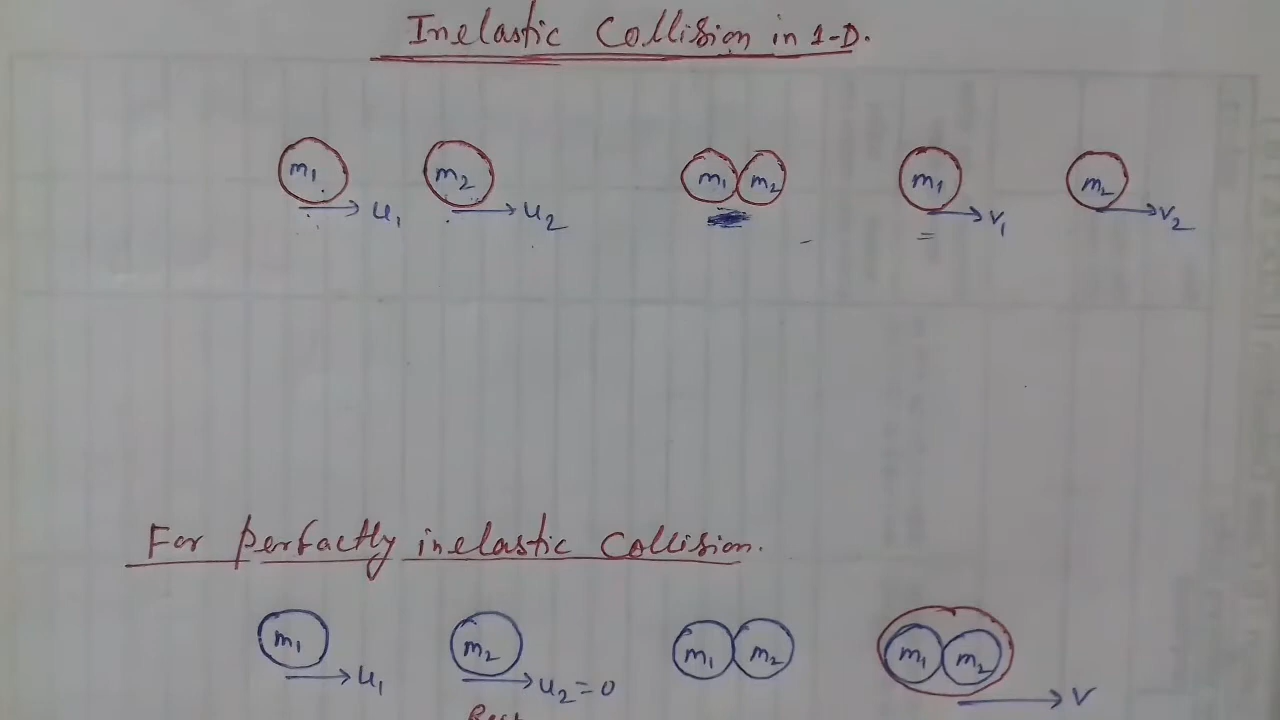 Inelastic Collision in 1-D.
m1 m2 m1 m2 m1 m2
u1 u2 v1 v2
For perfactly inelastic Collision.
m1 m2 m1 m2 m1 m2
u1 u2=0 v